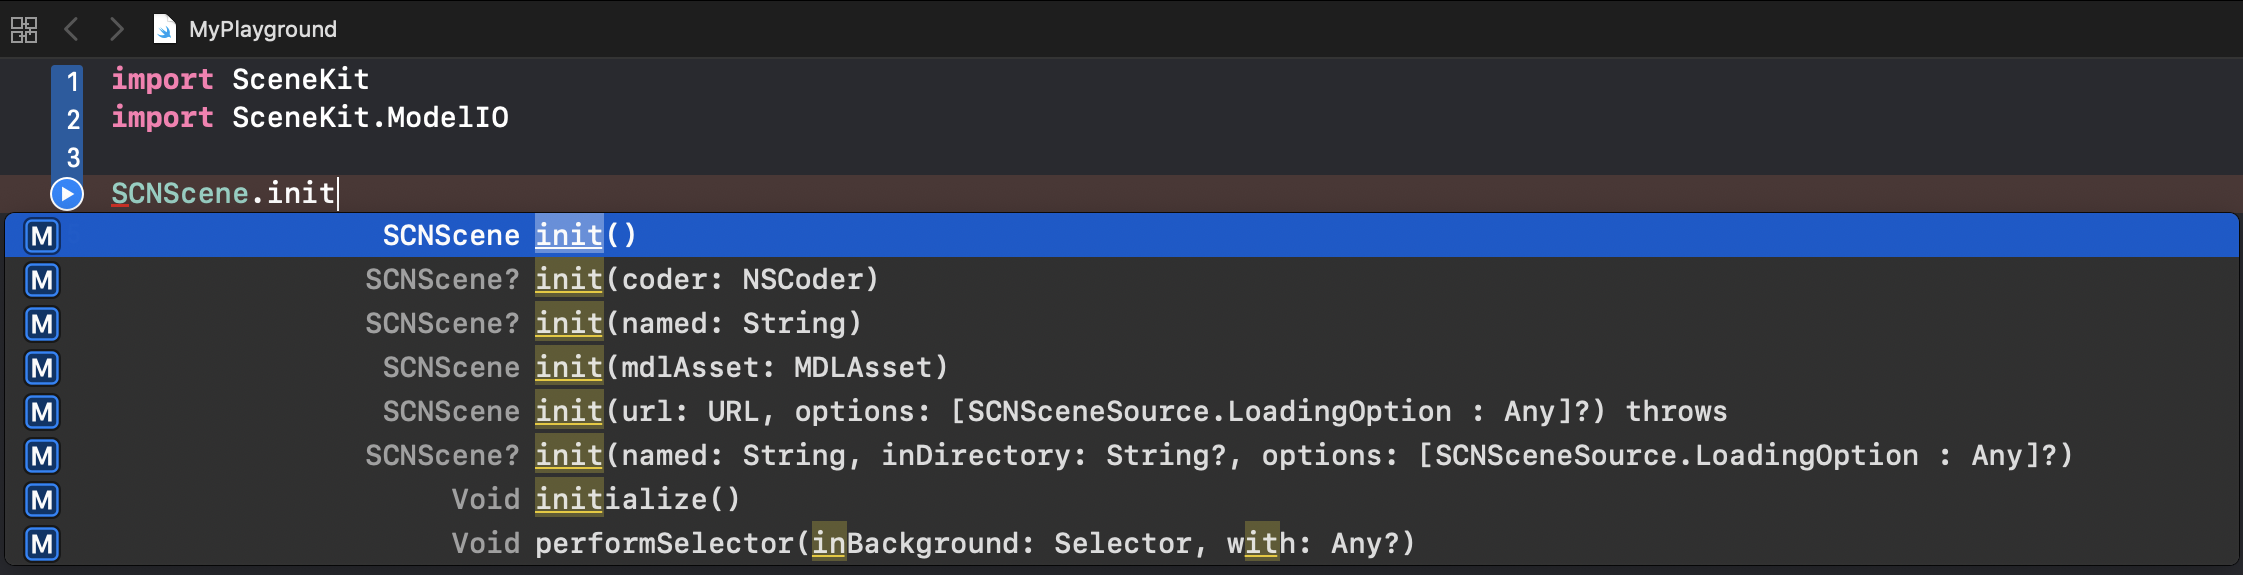 MyPlayground
1 import SceneKit
2 import SceneKit.ModelIO
3
SCNScene.init
M SCNScene init()
M SCNScene? init(coder: NSCoder)
M SCNScene? init(named: String)
M SCNScene init(mdlAsset: MDLAsset)
M SCNScene init(url: URL, options: [SCNSceneSource.LoadingOption : Any]?) throws
M SCNScene? init(named: String, inDirectory: String?, options: [SCNSceneSource.LoadingOption : Any]?)
M Void initialize()
M Void performSelector(inBackground: Selector, with: Any?)